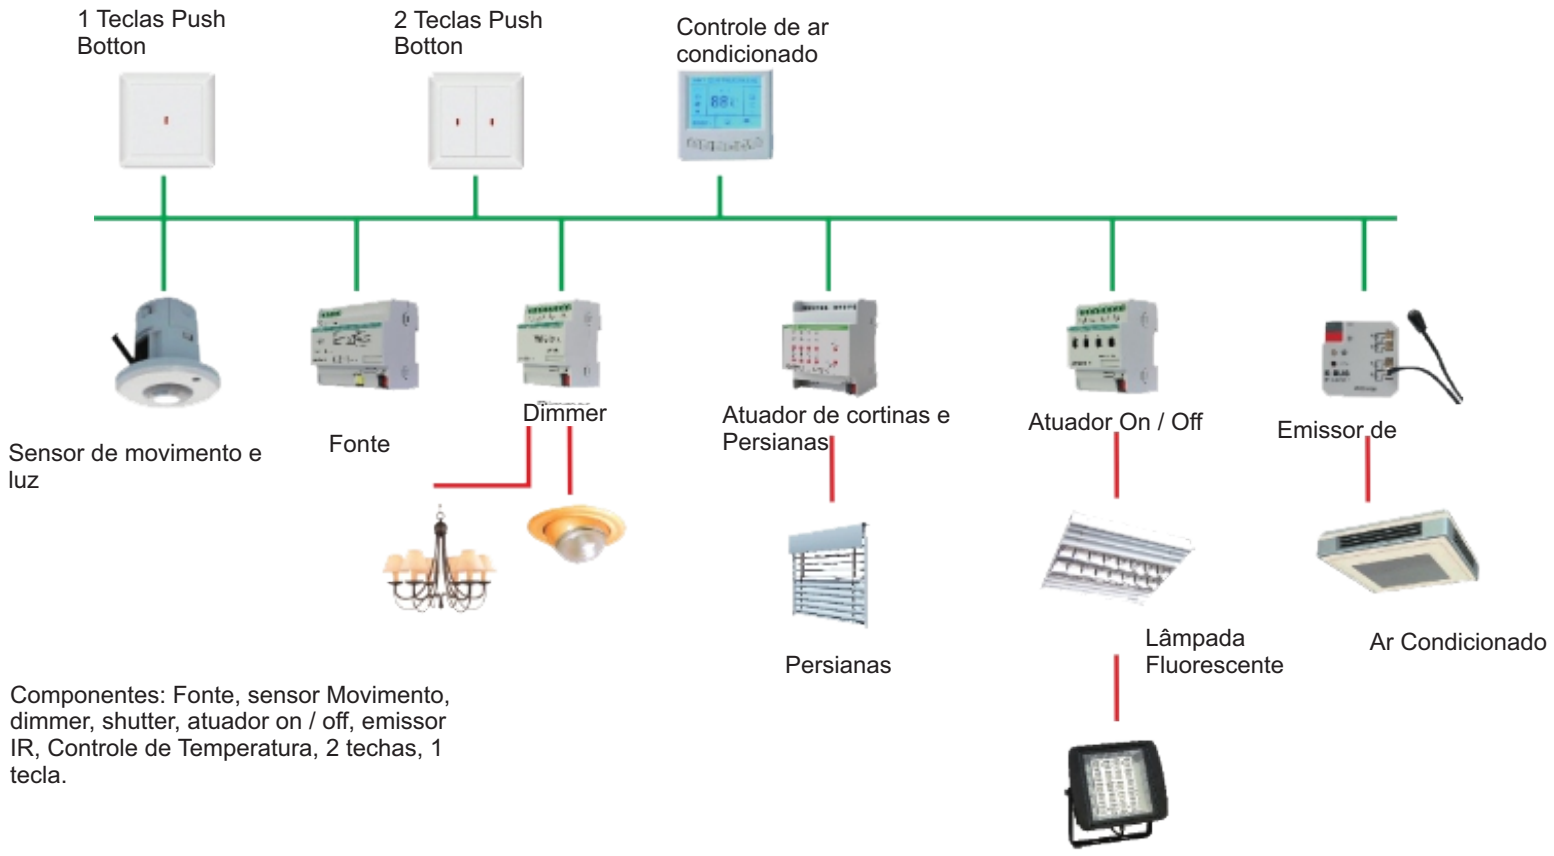 1 Teclas Push
Botton
2 Teclas Push
Botton
Controle de ar
condicionado
Sensor de movimento e
luz
Fonte
Dimmer
Atuador de cortinas e
Persianas
Atuador On / Off
Emissor de
Persianas
Lâmpada
Fluorescente
Ar Condicionado
Componentes: Fonte, sensor Movimento,
dimmer, shutter, atuador on / off, emissor
IR, Controle de Temperatura, 2 techas, 1
tecla.